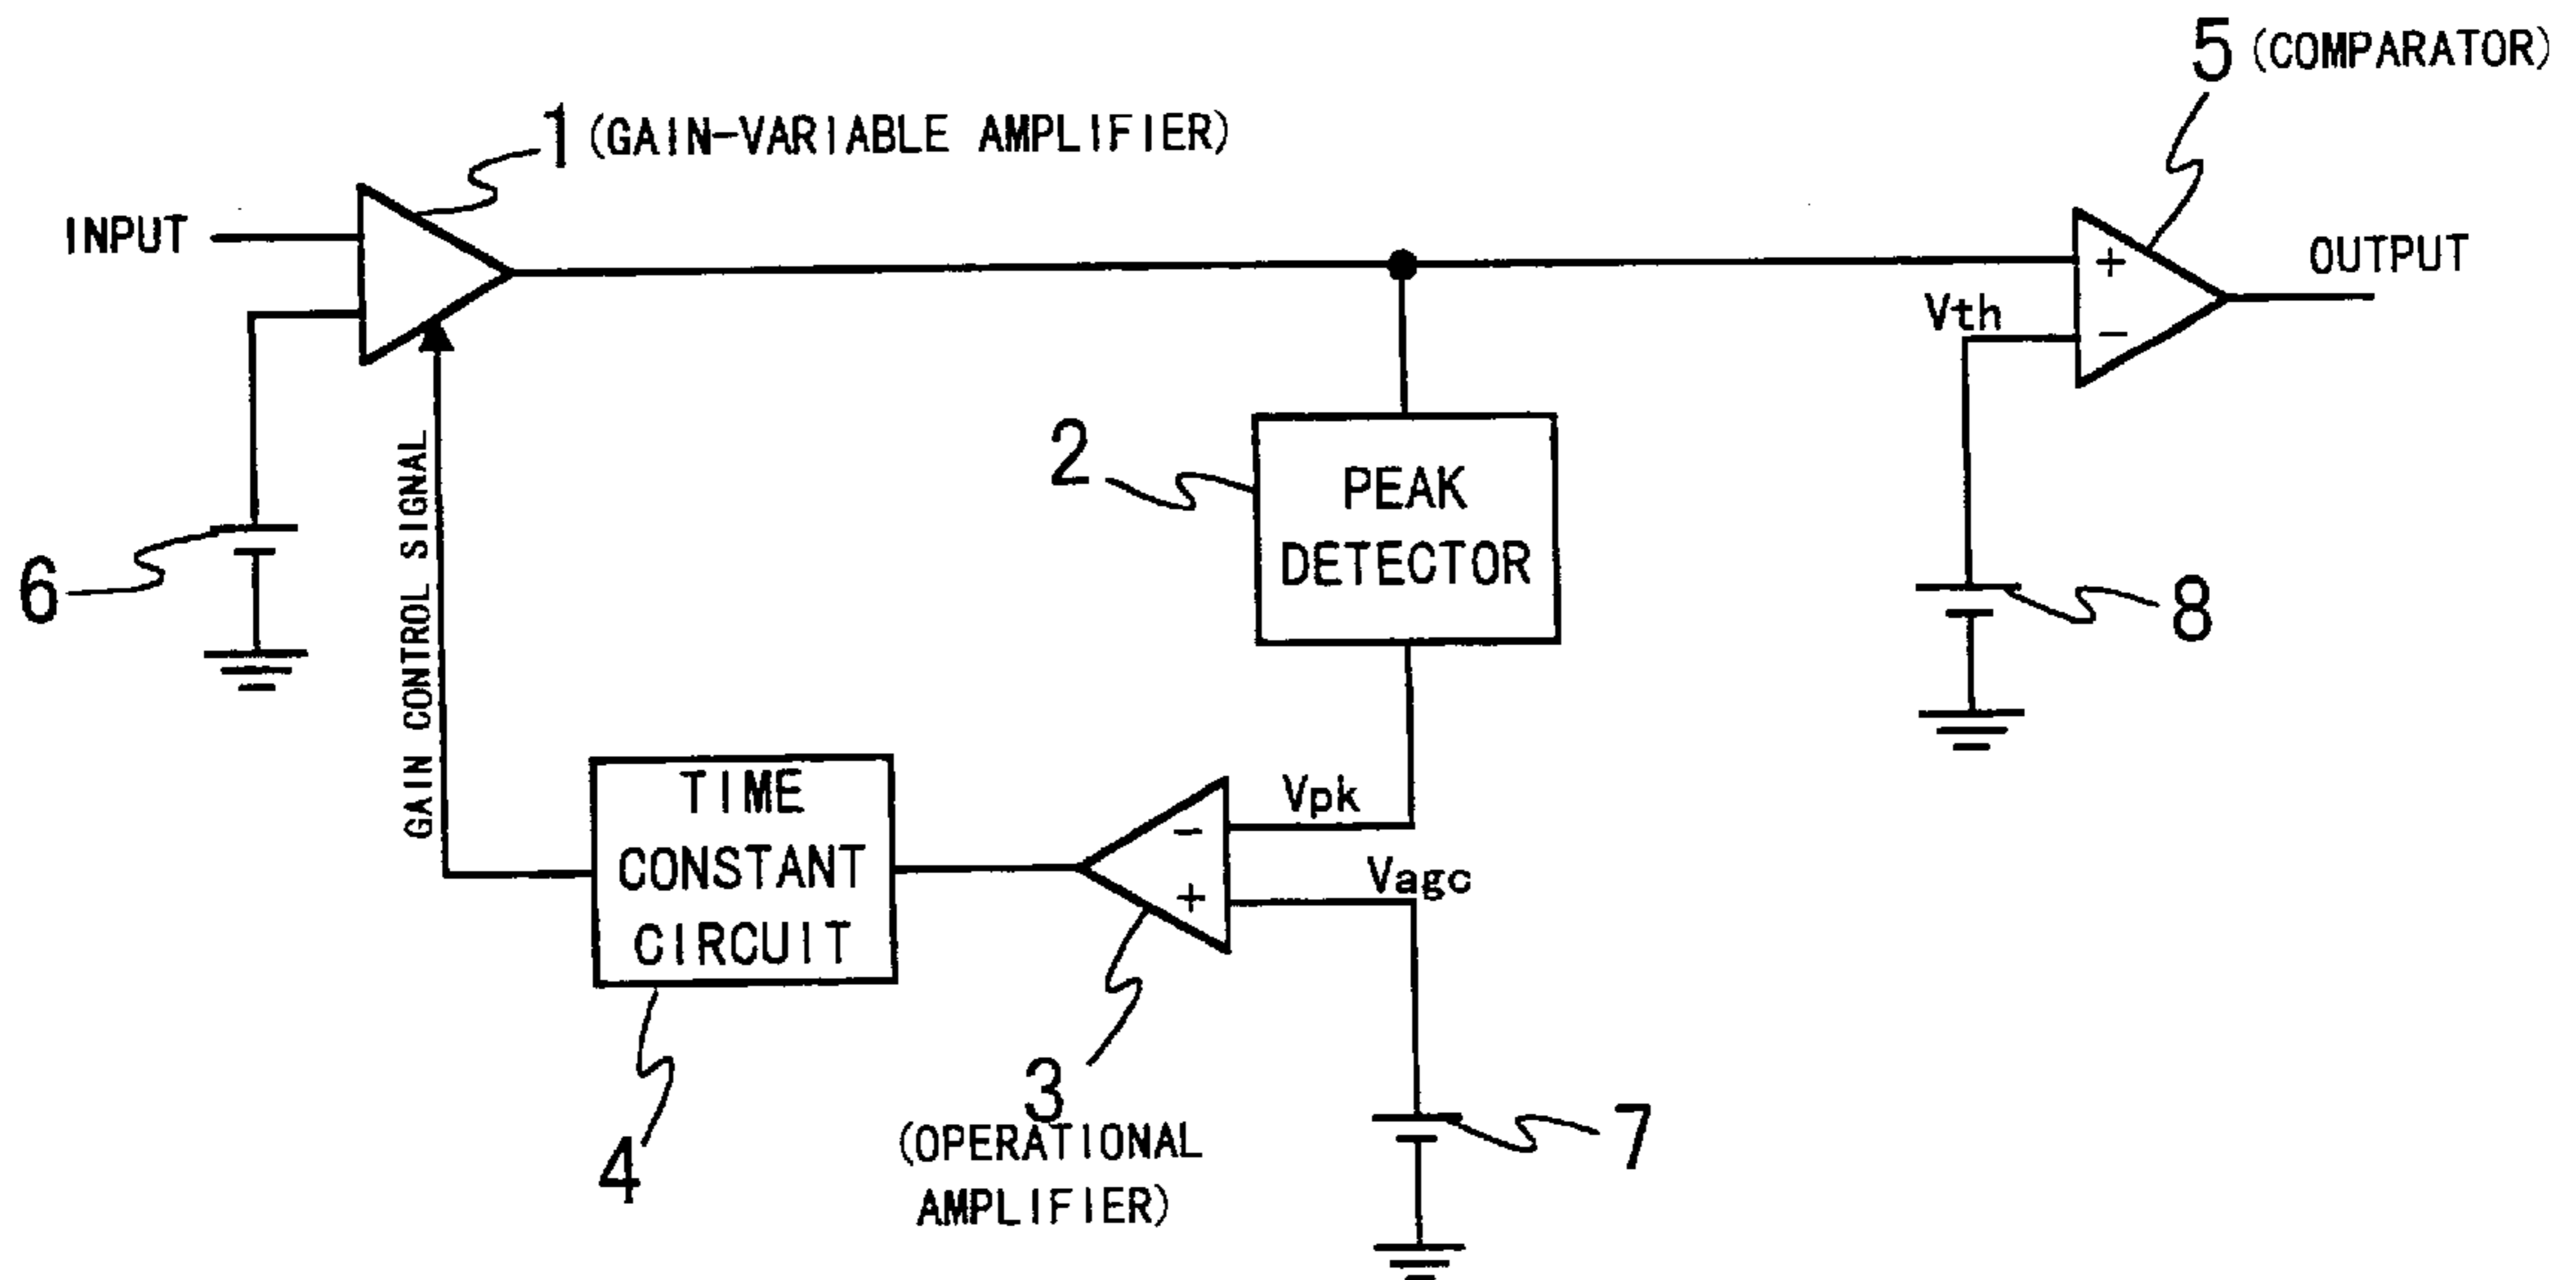 5 (COMPARATOR)
1 (GAIN-VARIABLE AMPLIFIER)
INPUT
+
OUTPUT
Vth
−
2
PEAK
DETECTOR
GAIN CONTROL SIGNAL
6
8
TIME
CONSTANT
CIRCUIT
Vpk
−
Vagc
+
3
(OPERATIONAL
AMPLIFIER)
4
7